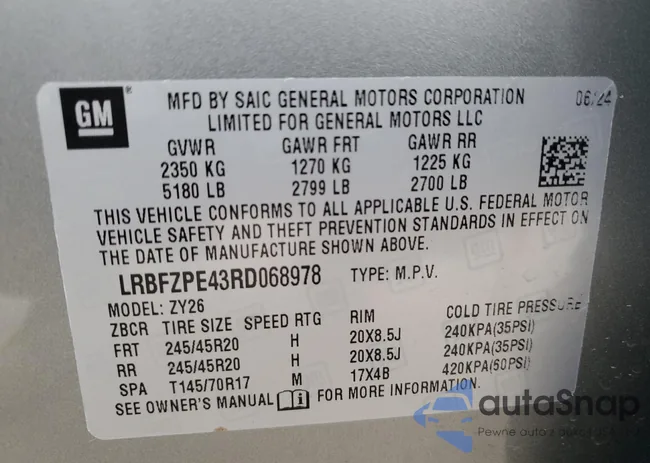 GM
MFD BY SAIC GENERAL MOTORS CORPORATION 06/24
LIMITED FOR GENERAL MOTORS LLC
GVWR GAWR FRT GAWR RR
2350 KG 1270 KG 1225 KG
5180 LB 2799 LB 2700 LB
THIS VEHICLE CONFORMS TO ALL APPLICABLE U.S. FEDERAL MOTOR
VEHICLE SAFETY AND THEFT PREVENTION STANDARDS IN EFFECT ON
THE DATE OF MANUFACTURE SHOWN ABOVE.
LRBFZPE43RD068978 TYPE: M.P.V.
MODEL: ZY26
ZBCR TIRE SIZE SPEED RTG RIM COLD TIRE PRESSURE
FRT 245/45R20 H 20X8.5J 240KPA(35PSI)
RR 245/45R20 H 20X8.5J 240KPA(35PSI)
SPA T145/70R17 M 17X4B 420KPA(60PSI)
SEE OWNER'S MANUAL FOR MORE INFORMATION.
autoSnap
Pewne auto z aukcji